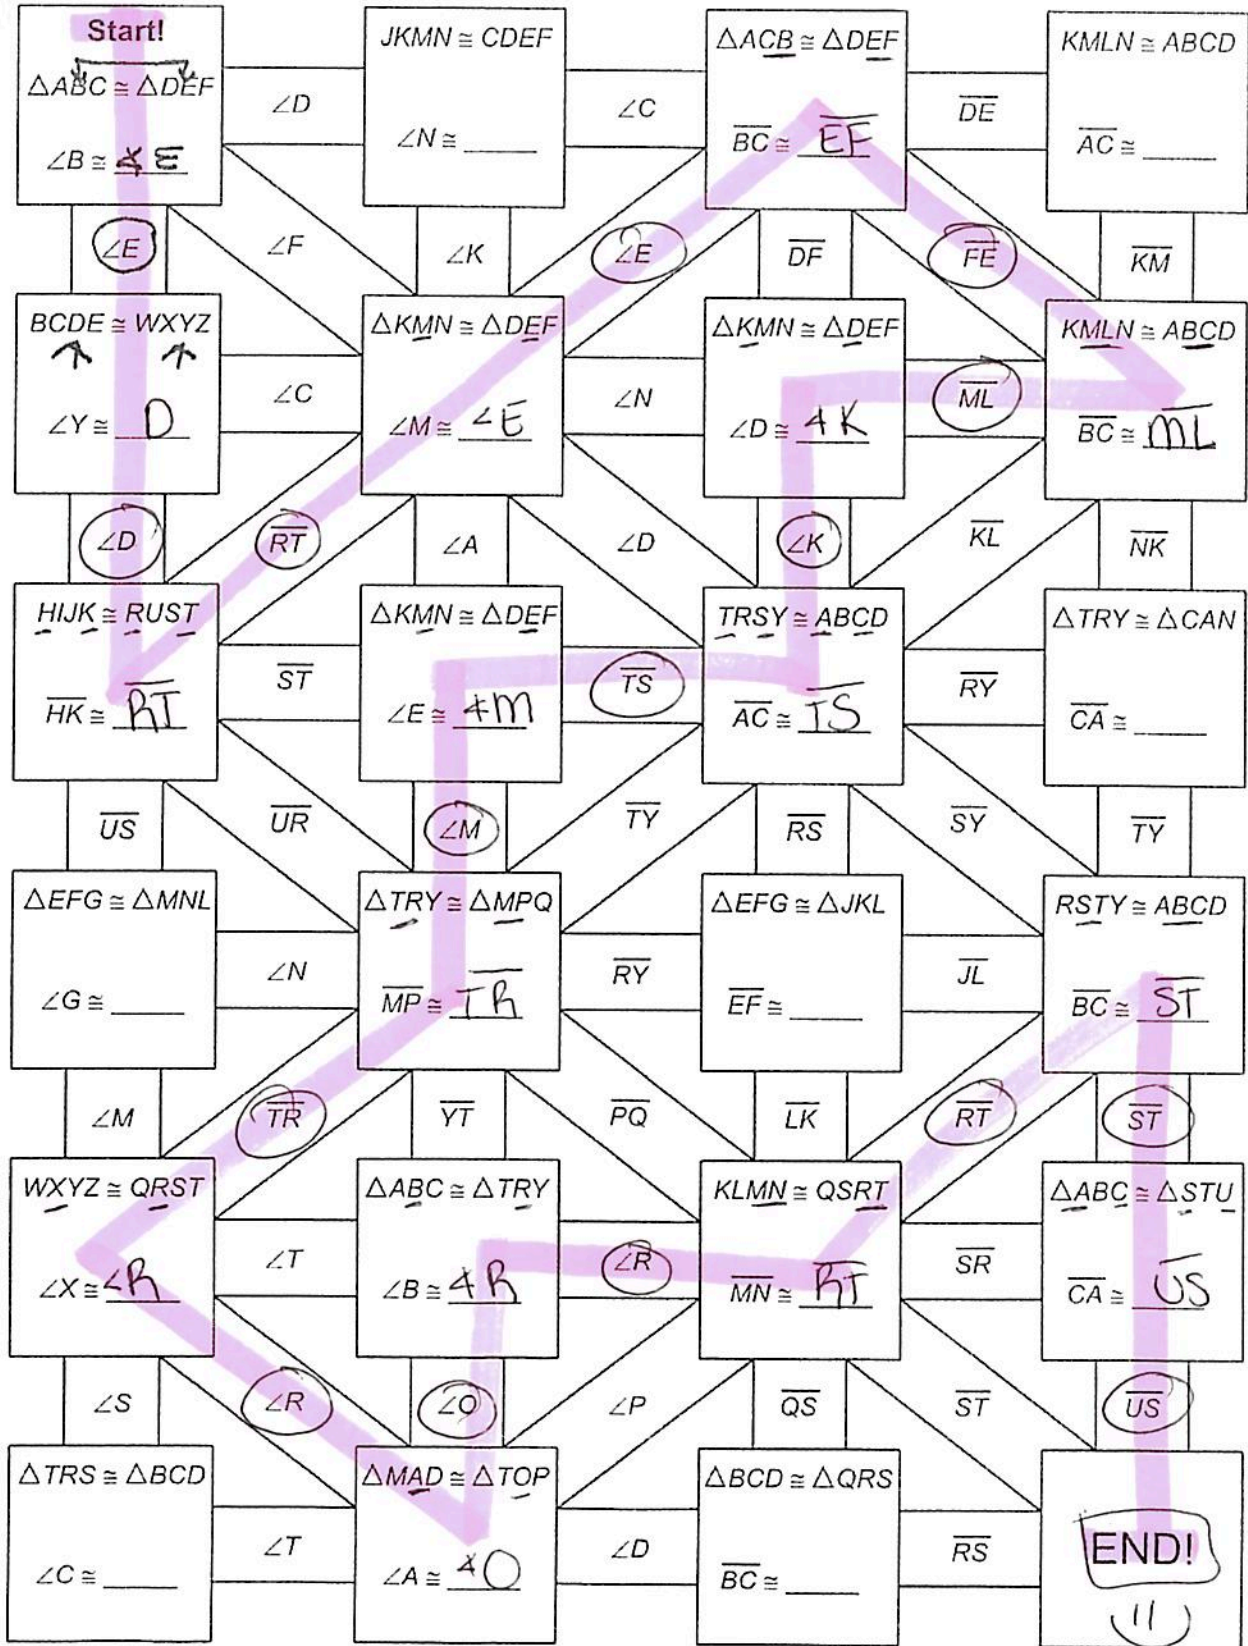 Start!
△ABC ≅ △DEF
∠B ≅ ∡E
∠D
JKMN ≅ CDEF
∠N ≅ ______
∠C
△ACB ≅ △DEF
BC ≅ EF
DE
KMLN ≅ ABCD
AC ≅ ______
∠E
∠F
∠K
∠E
DF
FE
KM
BCDE ≅ WXYZ
∠Y ≅ D
∠C
△KMN ≅ △DEF
∠M ≅ ∠E
∠N
△KMN ≅ △DEF
∠D ≅ ∡K
ML
KMLN ≅ ABCD
BC ≅ ML
∠D
RT
∠A
∠D
∠K
KL
NK
HIJK ≅ RUST
HK ≅ RT
ST
△KMN ≅ △DEF
∠E ≅ ∡M
TS
TRSY ≅ ABCD
AC ≅ TS
RY
△TRY ≅ △CAN
CA ≅ ______
US
UR
∠M
TY
RS
SY
TY
△EFG ≅ △MNL
∠G ≅ ______
∠N
△TRY ≅ △MPQ
MP ≅ TR
RY
△EFG ≅ △JKL
EF ≅ ______
JL
RSTY ≅ ABCD
BC ≅ ST
∠M
TR
YT
PQ
LK
RT
ST
WXYZ ≅ QRST
∠X ≅ ∠R
∠T
△ABC ≅ △TRY
∠B ≅ ∡R
∠R
KLMN ≅ QSRT
MN ≅ RT
SR
△ABC ≅ △STU
CA ≅ US
∠S
∠R
∠O
∠P
QS
ST
US
△TRS ≅ △BCD
∠C ≅ ______
∠T
△MAD ≅ △TOP
∠A ≅ ∡O
∠D
△BCD ≅ △QRS
BC ≅ ______
RS
END!